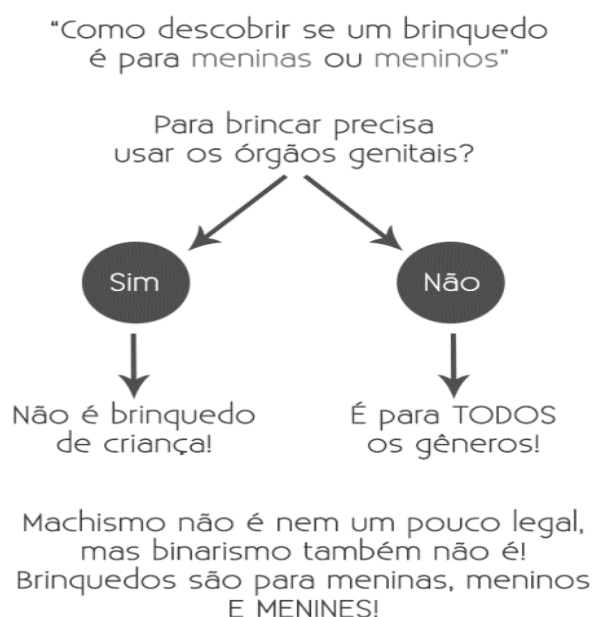 “Como descobrir se um brinquedo
é para meninas ou meninos”
Para brincar precisa
usar os órgãos genitais?
Sim
Não
Não é brinquedo
de criança!
É para TODOS
os gêneros!
Machismo não é nem um pouco legal,
mas binarismo também não é!
Brinquedos são para meninas, meninos
E MENINES!